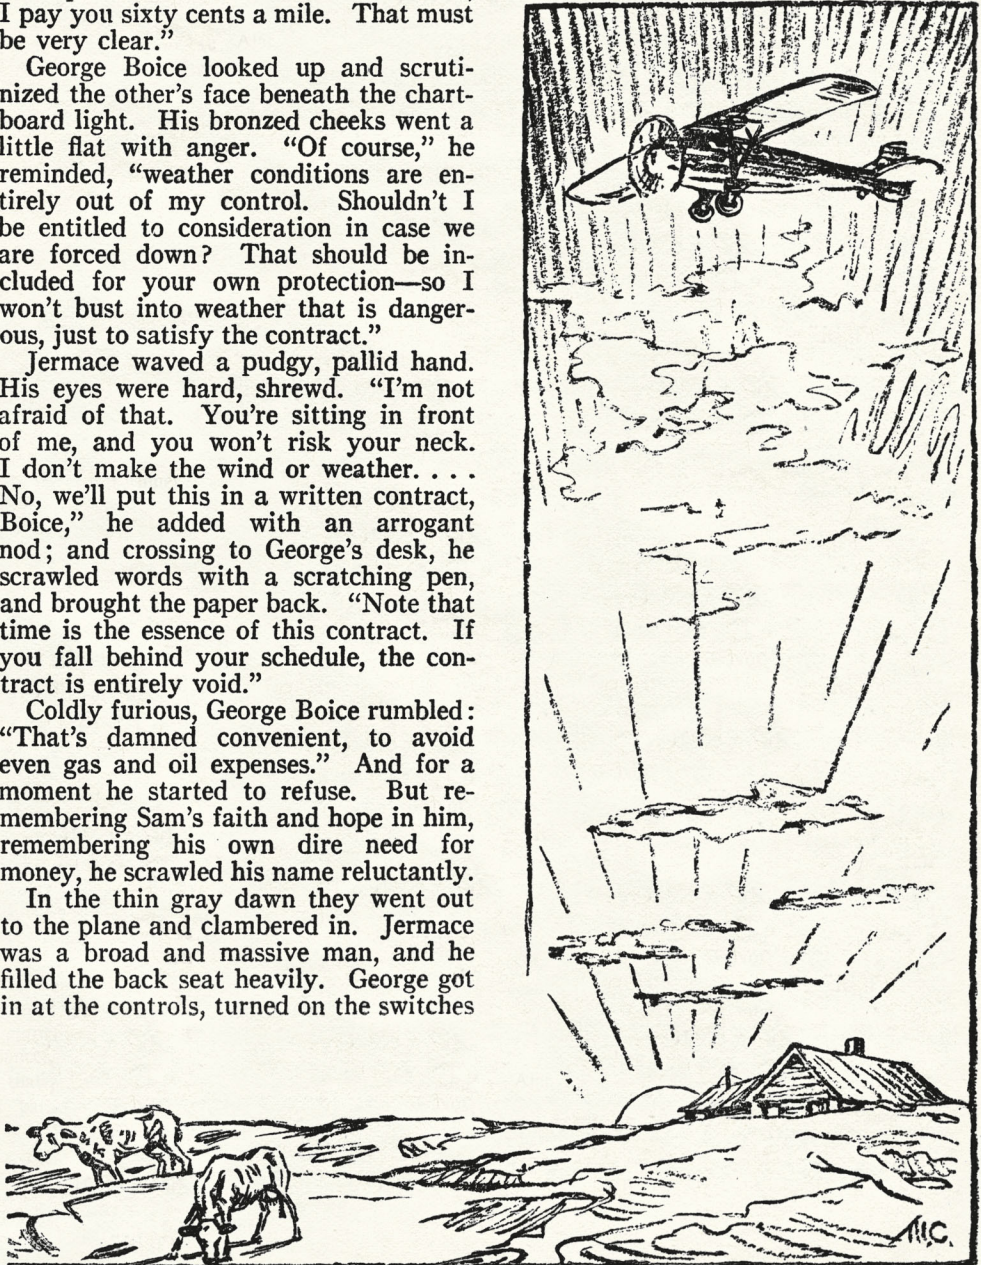 I pay you sixty cents a mile. That must
be very clear.”
George Boice looked up and scruti-
nized the other’s face beneath the chart-
board light. His bronzed cheeks went a
little flat with anger. “Of course,” he
reminded, “weather conditions are en-
tirely out of my control. Shouldn’t I
be entitled to consideration in case we
are forced down? That should be in-
cluded for your own protection—so I
won’t bust into weather that is danger-
ous, just to satisfy the contract.”
Jermace waved a pudgy, pallid hand.
His eyes were hard, shrewd. “I’m not
afraid of that. You’re sitting in front
of me, and you won’t risk your neck.
I don’t make the wind or weather. . . .
No, we’ll put this in a written contract,
Boice,” he added with an arrogant
nod; and crossing to George’s desk, he
scrawled words with a scratching pen,
and brought the paper back. “Note that
time is the essence of this contract. If
you fall behind your schedule, the con-
tract is entirely void.”
Coldly furious, George Boice rumbled:
“That’s damned convenient, to avoid
even gas and oil expenses.” And for a
moment he started to refuse. But re-
membering Sam’s faith and hope in him,
remembering his own dire need for
money, he scrawled his name reluctantly.
In the thin gray dawn they went out
to the plane and clambered in. Jermace
was a broad and massive man, and he
filled the back seat heavily. George got
in at the controls, turned on the switches
M.C.